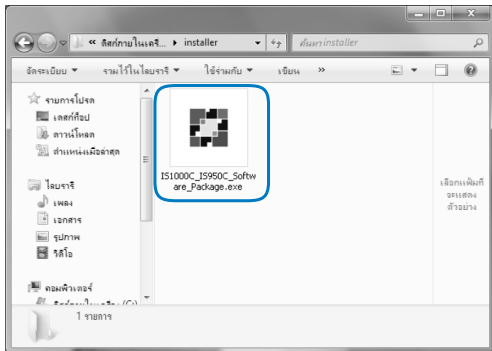 « ดิสก์ภายในเครื... ▸ installer
ค้นหา installer
จัดระเบียบ ▼ รวมไว้ในไลบรารี ▼ ใช้ร่วมกับ ▼ เขียน »
รายการโปรด
เดสก์ท็อป
ดาวน์โหลด
ตำแหน่งเมื่อล่าสุด
ไลบรารี
เพลง
เอกสาร
รูปภาพ
วิดีโอ
คอมพิวเตอร์
IS1000C_IS950C_Softw
are_Package.exe
เลือกแฟ้มที่
จะแสดง
ตัวอย่าง
1 รายการ